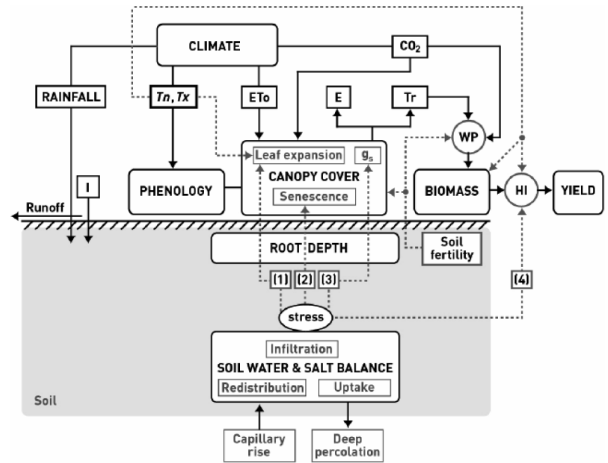 CLIMATE
CO2
RAINFALL
Tn, Tx
ETo
E
Tr
WP
Leaf expansion
gs
CANOPY COVER
Senescence
PHENOLOGY
BIOMASS
HI
YIELD
I
Runoff
ROOT DEPTH
Soil
fertility
(1)
(2)
(3)
(4)
stress
Infiltration
SOIL WATER & SALT BALANCE
Redistribution
Uptake
Soil
Capillary
rise
Deep
percolation